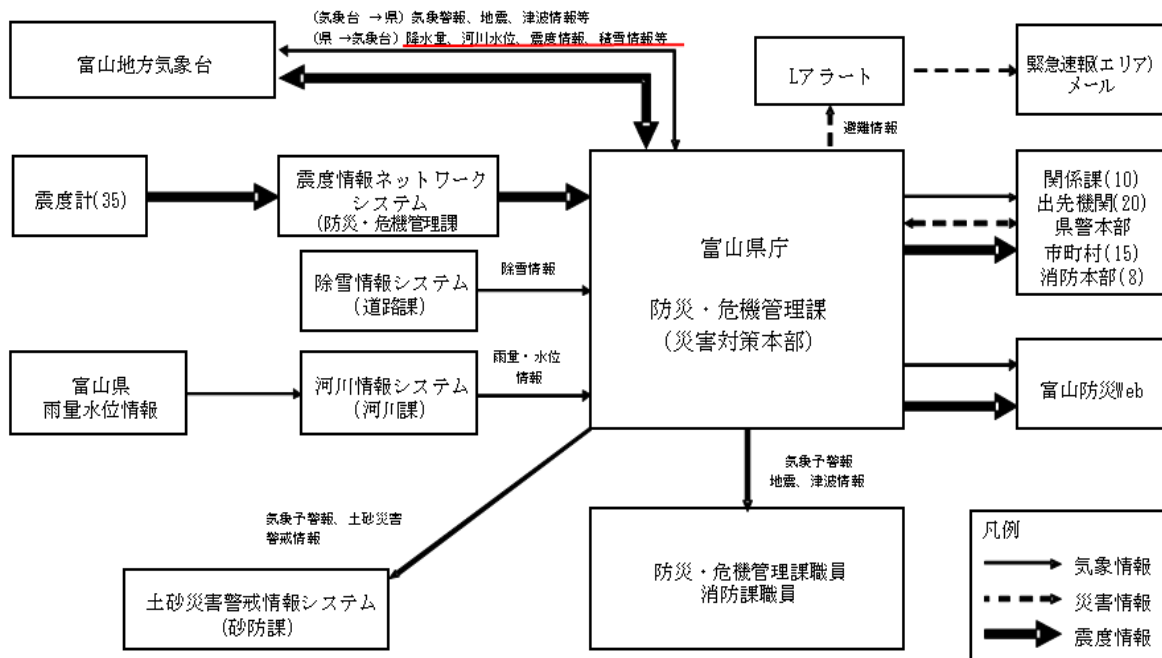 (気象台 →県) 気象警報、地震、津波情報等
(県 →気象台) 降水量、河川水位、震度情報、積雪情報等
富山地方気象台
Lアラート
緊急速報(エリア)
メール
避難情報
震度計(35)
震度情報ネットワーク
システム
(防災・危機管理課
関係課(10)
出先機関(20)
県警本部
市町村(15)
消防本部(8)
富山県庁
防災・危機管理課
(災害対策本部)
除雪情報システム
(道路課)
除雪情報
富山県
雨量水位情報
河川情報システム
(河川課)
雨量・水位
情報
富山防災Web
気象予警報
地震、津波情報
気象予警報、土砂災害
警戒情報
土砂災害警戒情報システム
(砂防課)
防災・危機管理課職員
消防課職員
凡例
気象情報
災害情報
震度情報